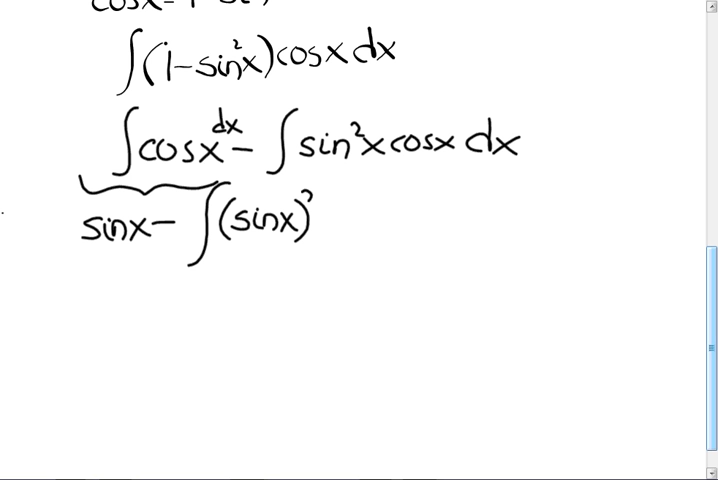 ∫(1-sin²x)cosx dx
∫cosx dx - ∫sin²x cosx dx
sinx - ∫(sinx)²